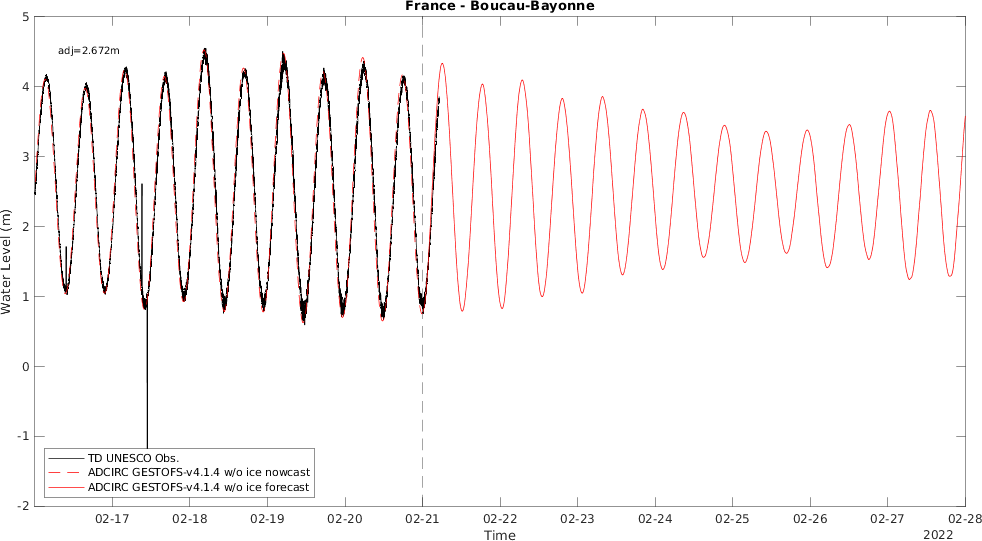 France - Boucau-Bayonne
adj=2.672m
Water Level (m)
5
4
3
2
1
0
-1
-2
TD UNESCO Obs.
ADCIRC GESTOFS-v4.1.4 w/o ice nowcast
ADCIRC GESTOFS-v4.1.4 w/o ice forecast
02-17 02-18 02-19 02-20 02-21 02-22 02-23 02-24 02-25 02-26 02-27 02-28
Time
2022